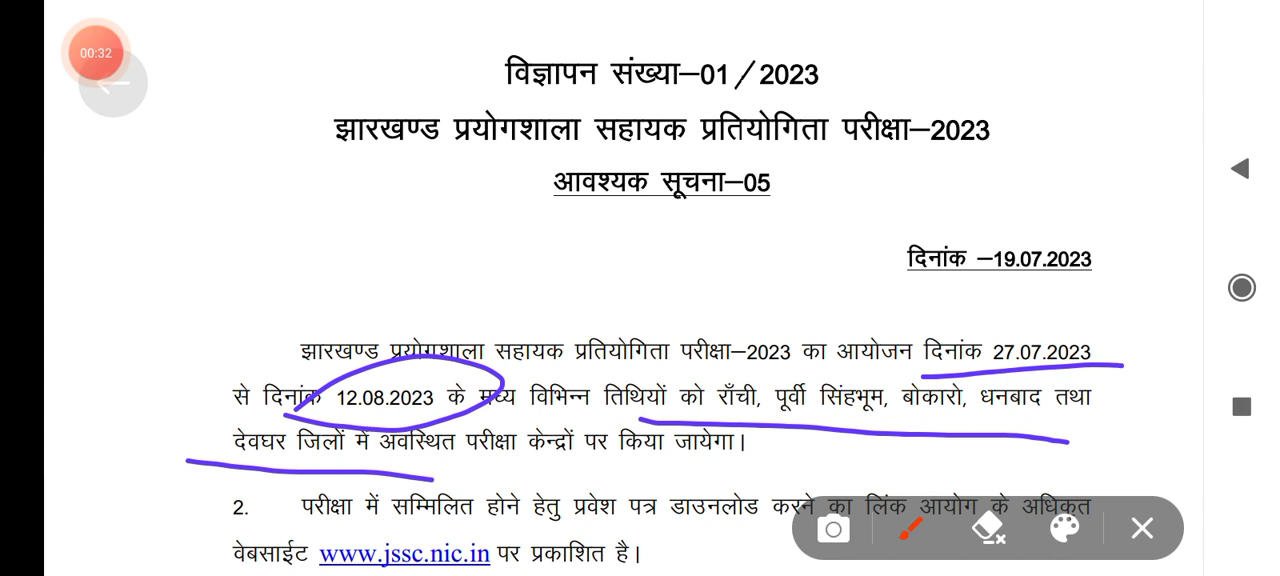 00:32
विज्ञापन संख्या–01/2023
झारखण्ड प्रयोगशाला सहायक प्रतियोगिता परीक्षा–2023
आवश्यक सूचना–05
दिनांक –19.07.2023
झारखण्ड प्रयोगशाला सहायक प्रतियोगिता परीक्षा–2023 का आयोजन दिनांक 27.07.2023
से दिनांक 12.08.2023 के मध्य विभिन्न तिथियों को राँची, पूर्वी सिंहभूम, बोकारो, धनबाद तथा
देवघर जिलों में अवस्थित परीक्षा केन्द्रों पर किया जायेगा।
2. परीक्षा में सम्मिलित होने हेतु प्रवेश पत्र डाउनलोड करने का लिंक आयोग के अधिकृत
वेबसाईट www.jssc.nic.in पर प्रकाशित है।